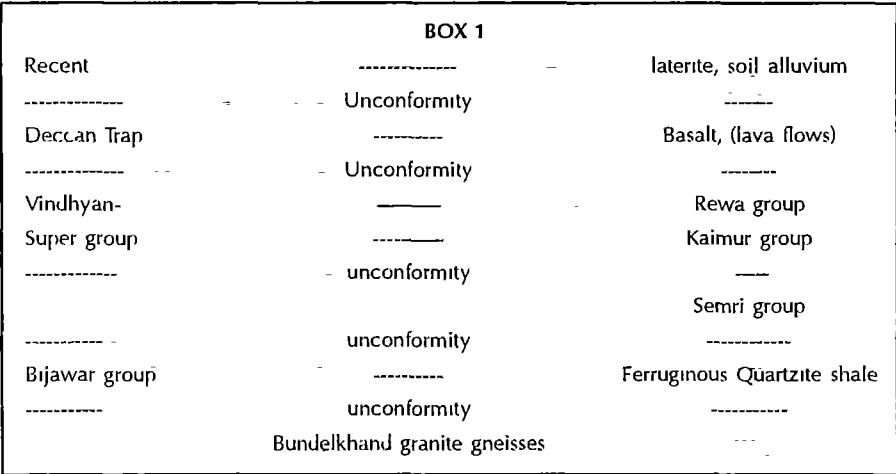 BOX 1
Recent -------------- laterite, soil alluvium
-------------- Unconformity -------
Deccan Trap ---------- Basalt, (lava flows)
-------------- Unconformity --------
Vindhyan- ——— Rewa group
Super group ---------- Kaimur group
------------- unconformity ——
Semri group
----------- unconformity ------------
Bijawar group ---------- Ferruginous Quartzite shale
----------- unconformity -----------
Bundelkhand granite gneisses ---